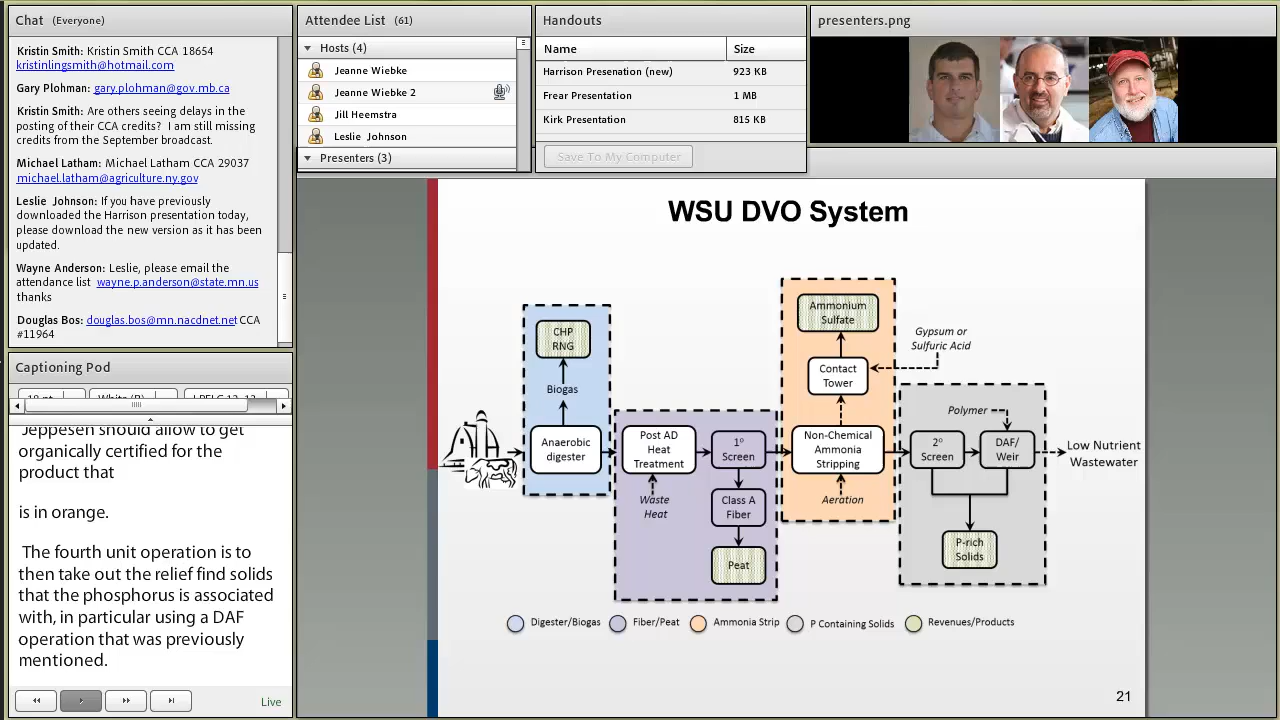 Chat (Everyone)
Kristin Smith: Kristin Smith CCA 18654
kristinlingsmith@hotmail.com
Gary Plohman: gary.plohman@gov.mb.ca
Kristin Smith: Are others seeing delays in the
posting of their CCA credits? I am still missing
credits from the September broadcast.
Michael Latham: Michael Latham CCA 29037
michael.latham@agriculture.ny.gov
Leslie Johnson: If you have previously
downloaded the Harrison presentation today,
please download the new version as it has been
updated.
Wayne Anderson: Leslie, please email the
attendance list wayne.p.anderson@state.mn.us
thanks
Douglas Bos: douglas.bos@mn.nacdnet.net CCA
#11964
Captioning Pod
Jeppesen should allow to get
organically certified for the
product that
is in orange.
The fourth unit operation is to
then take out the relief find solids
that the phosphorus is associated
with, in particular using a DAF
operation that was previously
mentioned.
Live
Attendee List (61)
Hosts (4)
Jeanne Wiebke
Jeanne Wiebke 2
Jill Heemstra
Leslie Johnson
Presenters (3)
Handouts
Name Size
Harrison Presenation (new) 923 KB
Frear Presentation 1 MB
Kirk Presentation 815 KB
Save To My Computer
presenters.png
WSU DVO System
CHP
RNG
Biogas
Anaerobic
digester
Post AD
Heat
Treatment
Waste
Heat
1° Screen
Class A
Fiber
Peat
Ammonium
Sulfate
Contact
Tower
Gypsum or
Sulfuric Acid
Non-Chemical
Ammonia
Stripping
Aeration
Polymer
2° Screen
DAF/
Weir
P-rich
Solids
Low Nutrient
Wastewater
Digester/Biogas Fiber/Peat Ammonia Strip P Containing Solids Revenues/Products
21